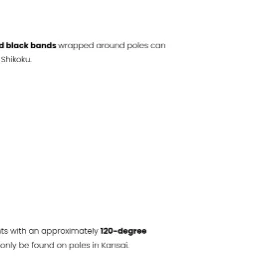 d black bands wrapped around poles can
Shikoku.
ts with an approximately 120-degree
only be found on poles in Kansai.